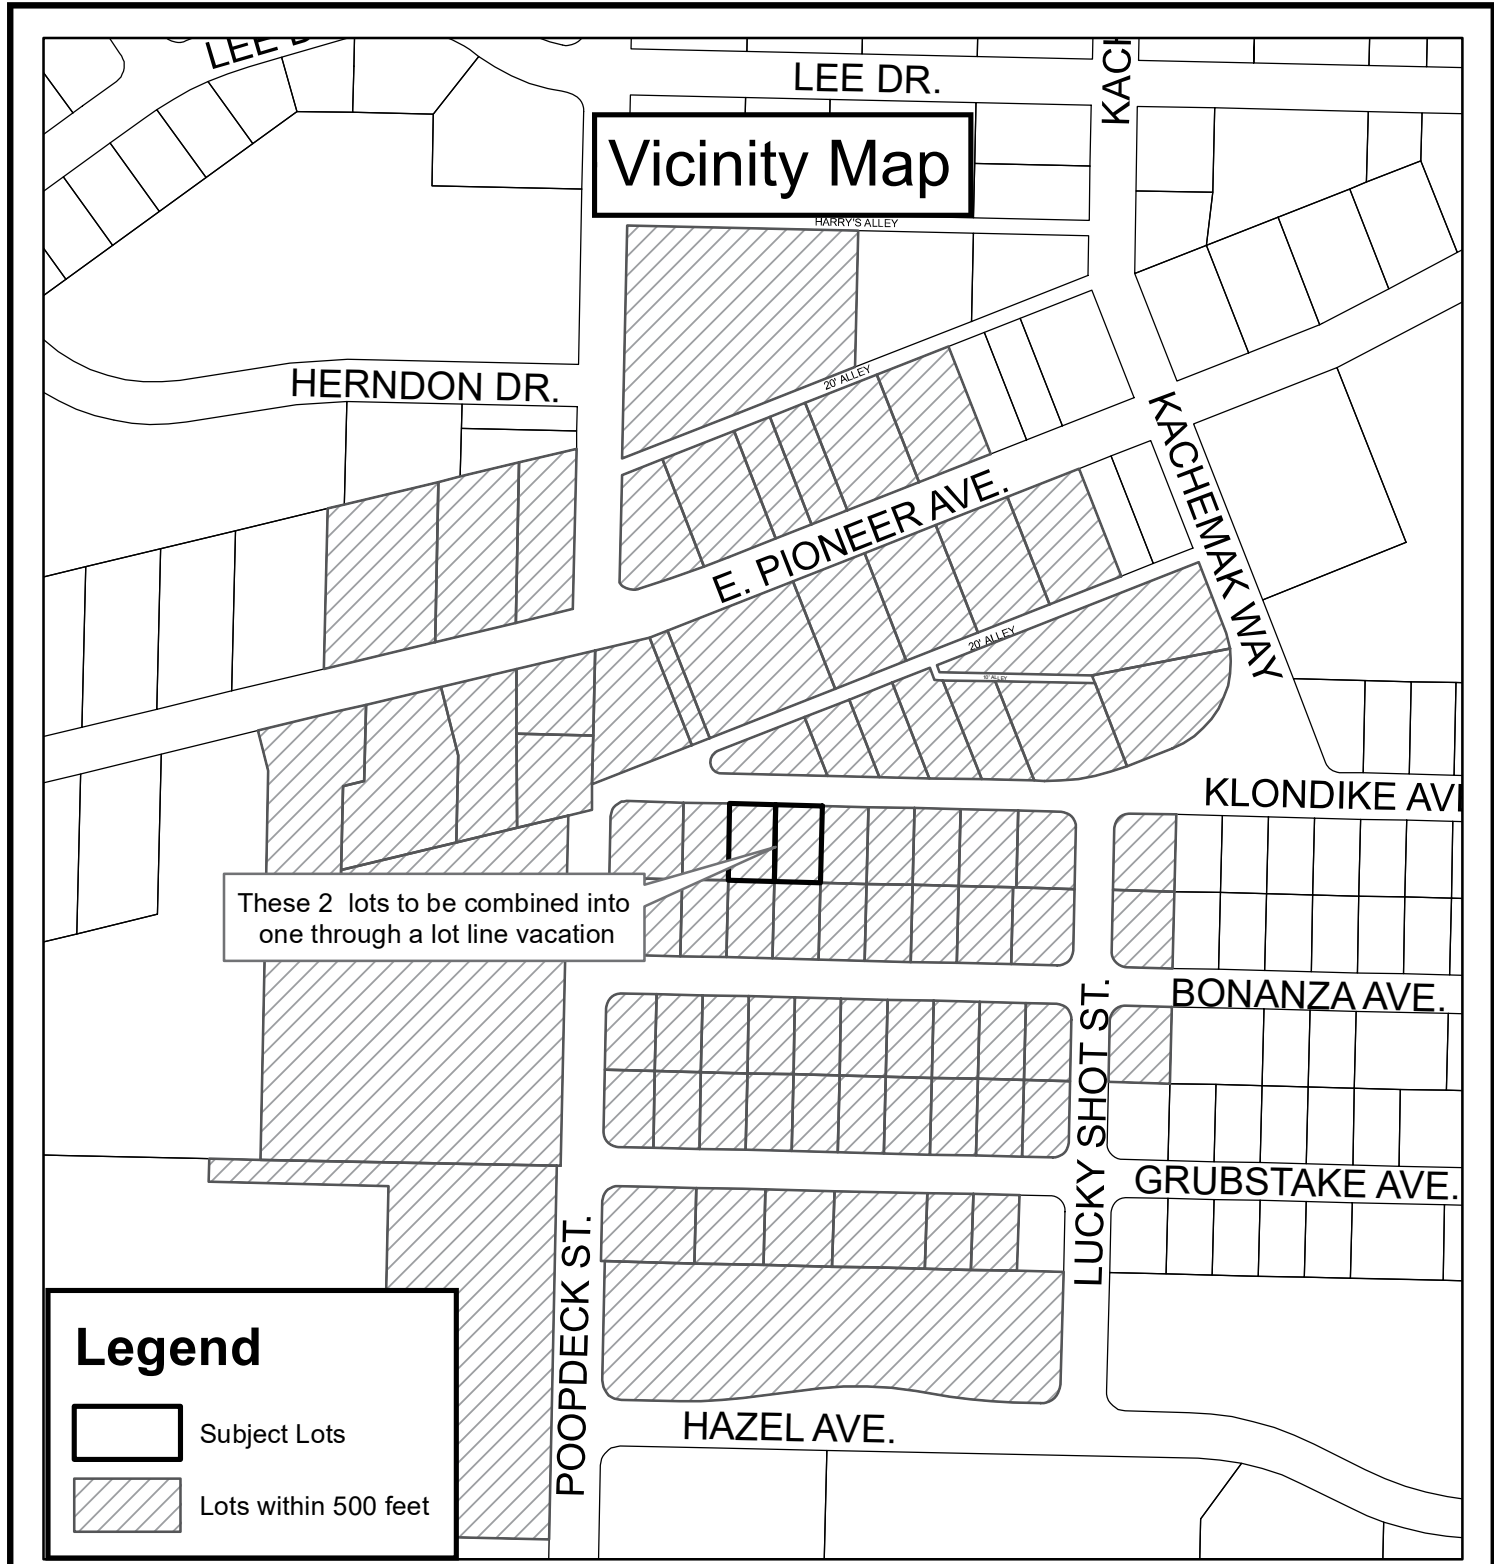 LEE D
LEE DR.
KACH
Vicinity Map
HARRY'S ALLEY
20' ALLEY
HERNDON DR.
KACHEMAK WAY
E. PIONEER AVE.
20' ALLEY
KLONDIKE AVE
These 2 lots to be combined into
one through a lot line vacation
BONANZA AVE.
LUCKY SHOT ST.
GRUBSTAKE AVE.
POOPDECK ST.
HAZEL AVE.
Legend
Subject Lots
Lots within 500 feet